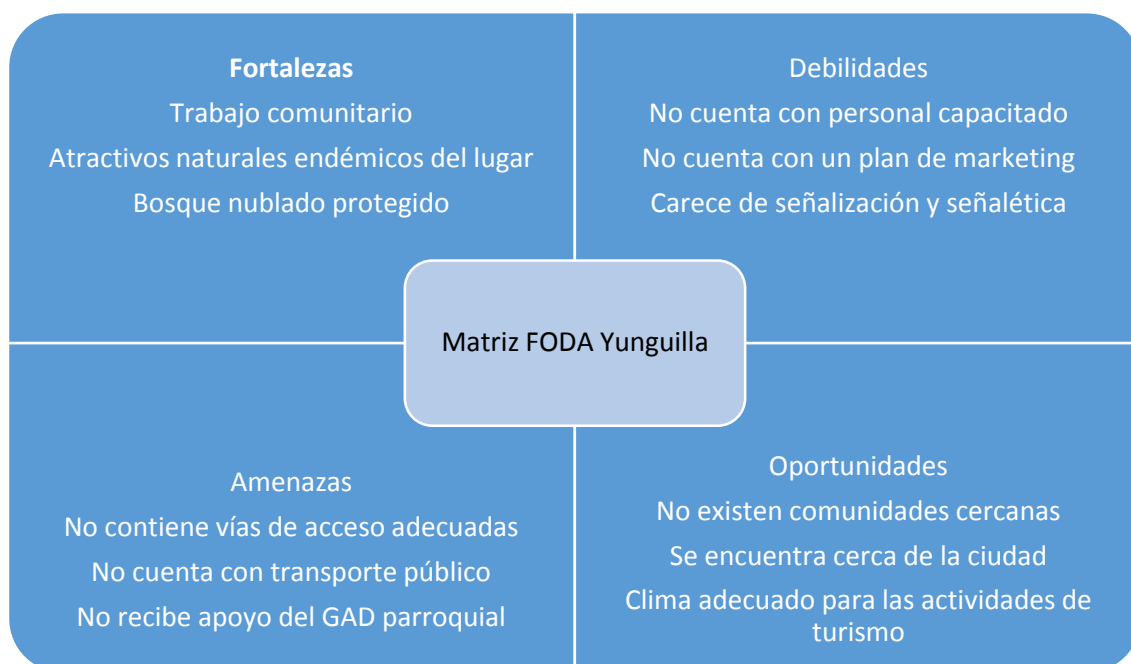 Fortalezas
Trabajo comunitario
Atractivos naturales endémicos del lugar
Bosque nublado protegido
Debilidades
No cuenta con personal capacitado
No cuenta con un plan de marketing
Carece de señalización y señalética
Matriz FODA Yunguilla
Amenazas
No contiene vías de acceso adecuadas
No cuenta con transporte público
No recibe apoyo del GAD parroquial
Oportunidades
No existen comunidades cercanas
Se encuentra cerca de la ciudad
Clima adecuado para las actividades de
turismo